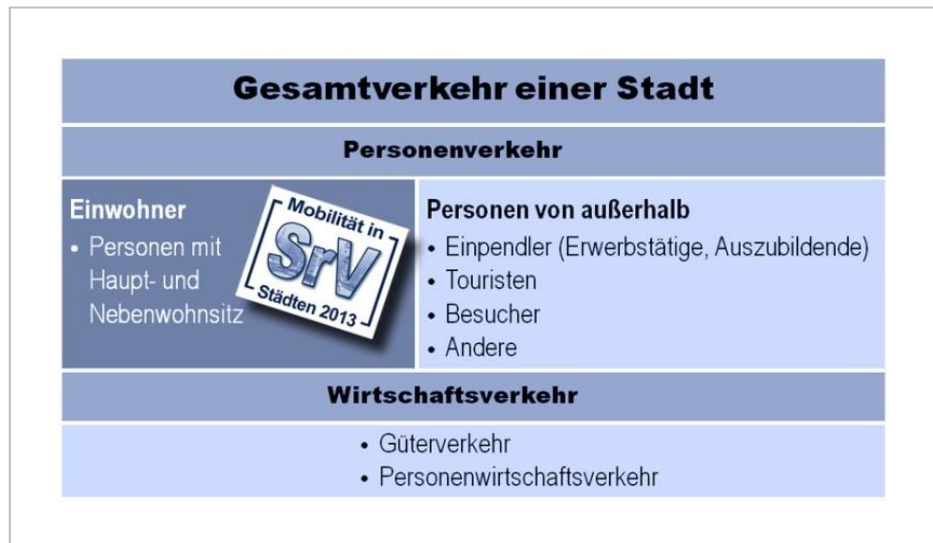 Gesamtverkehr einer Stadt
Personenverkehr
Einwohner
• Personen mit
Haupt- und
Nebenwohnsitz
Mobilität in
SrV
Städten 2013
Personen von außerhalb
• Einpendler (Erwerbstätige, Auszubildende)
• Touristen
• Besucher
• Andere
Wirtschaftsverkehr
• Güterverkehr
• Personenwirtschaftsverkehr